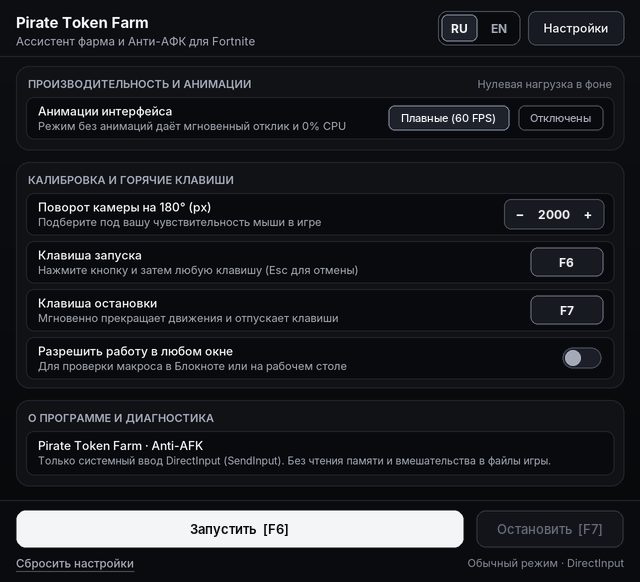 Pirate Token Farm
Ассистент фарма и Анти-АФК для Fortnite
RU EN Настройки
ПРОИЗВОДИТЕЛЬНОСТЬ И АНИМАЦИИ Нулевая нагрузка в фоне
Анимации интерфейса
Режим без анимаций даёт мгновенный отклик и 0% CPU
Плавные (60 FPS) Отключены
КАЛИБРОВКА И ГОРЯЧИЕ КЛАВИШИ
Поворот камеры на 180° (px)
Подберите под вашу чувствительность мыши в игре
− 2000 +
Клавиша запуска
Нажмите кнопку и затем любую клавишу (Esc для отмены)
F6
Клавиша остановки
Мгновенно прекращает движения и отпускает клавиши
F7
Разрешить работу в любом окне
Для проверки макроса в Блокноте или на рабочем столе
О ПРОГРАММЕ И ДИАГНОСТИКА
Pirate Token Farm · Anti-AFK
Только системный ввод DirectInput (SendInput). Без чтения памяти и вмешательства в файлы игры.
Запустить [F6] Остановить [F7]
Сбросить настройки Обычный режим · DirectInput